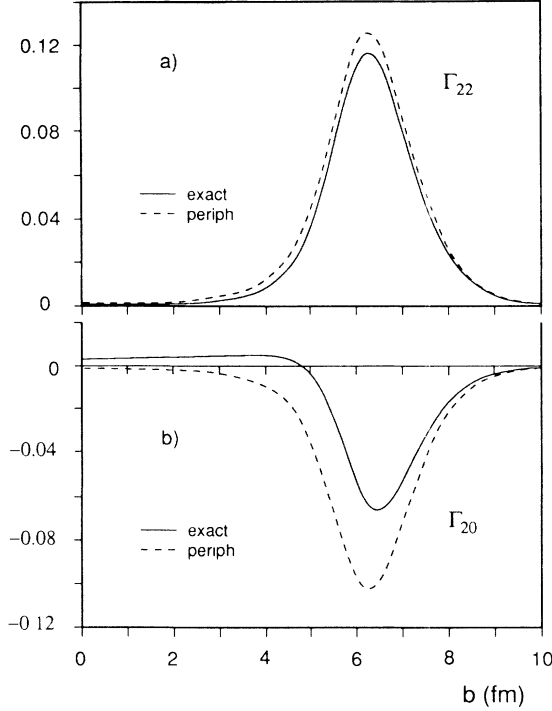 0.12
a)
Γ22
0.08
exact
periph
0.04
0
0
-0.04
b)
Γ20
exact
-0.08
periph
-0 12
0 2 4 6 8 10
b (fm)